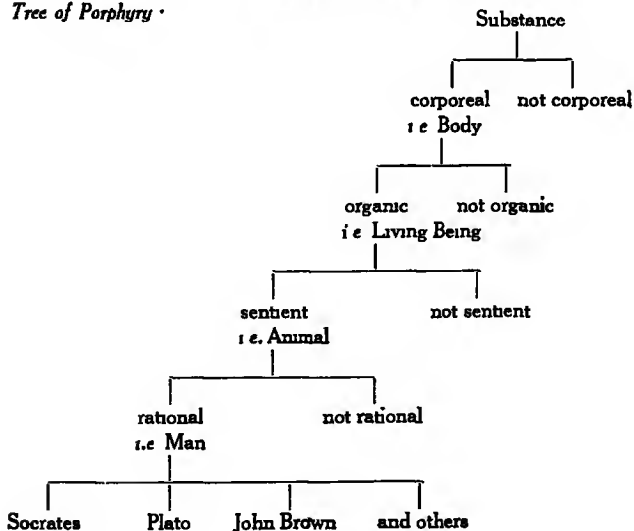 Tree of Porphyry ·
Substance
corporeal not corporeal
i e Body
organic not organic
i e Living Being
sentient not sentient
i e. Animal
rational not rational
i.e Man
Socrates Plato John Brown and others